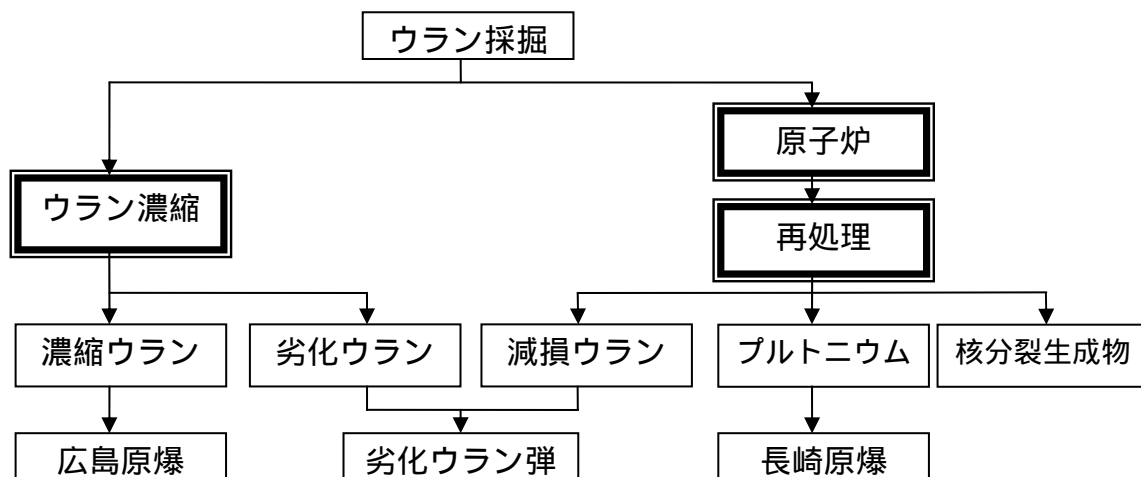 ウラン採掘
原子炉
ウラン濃縮
再処理
濃縮ウラン
劣化ウラン
減損ウラン
プルトニウム
核分裂生成物
広島原爆
劣化ウラン弾
長崎原爆